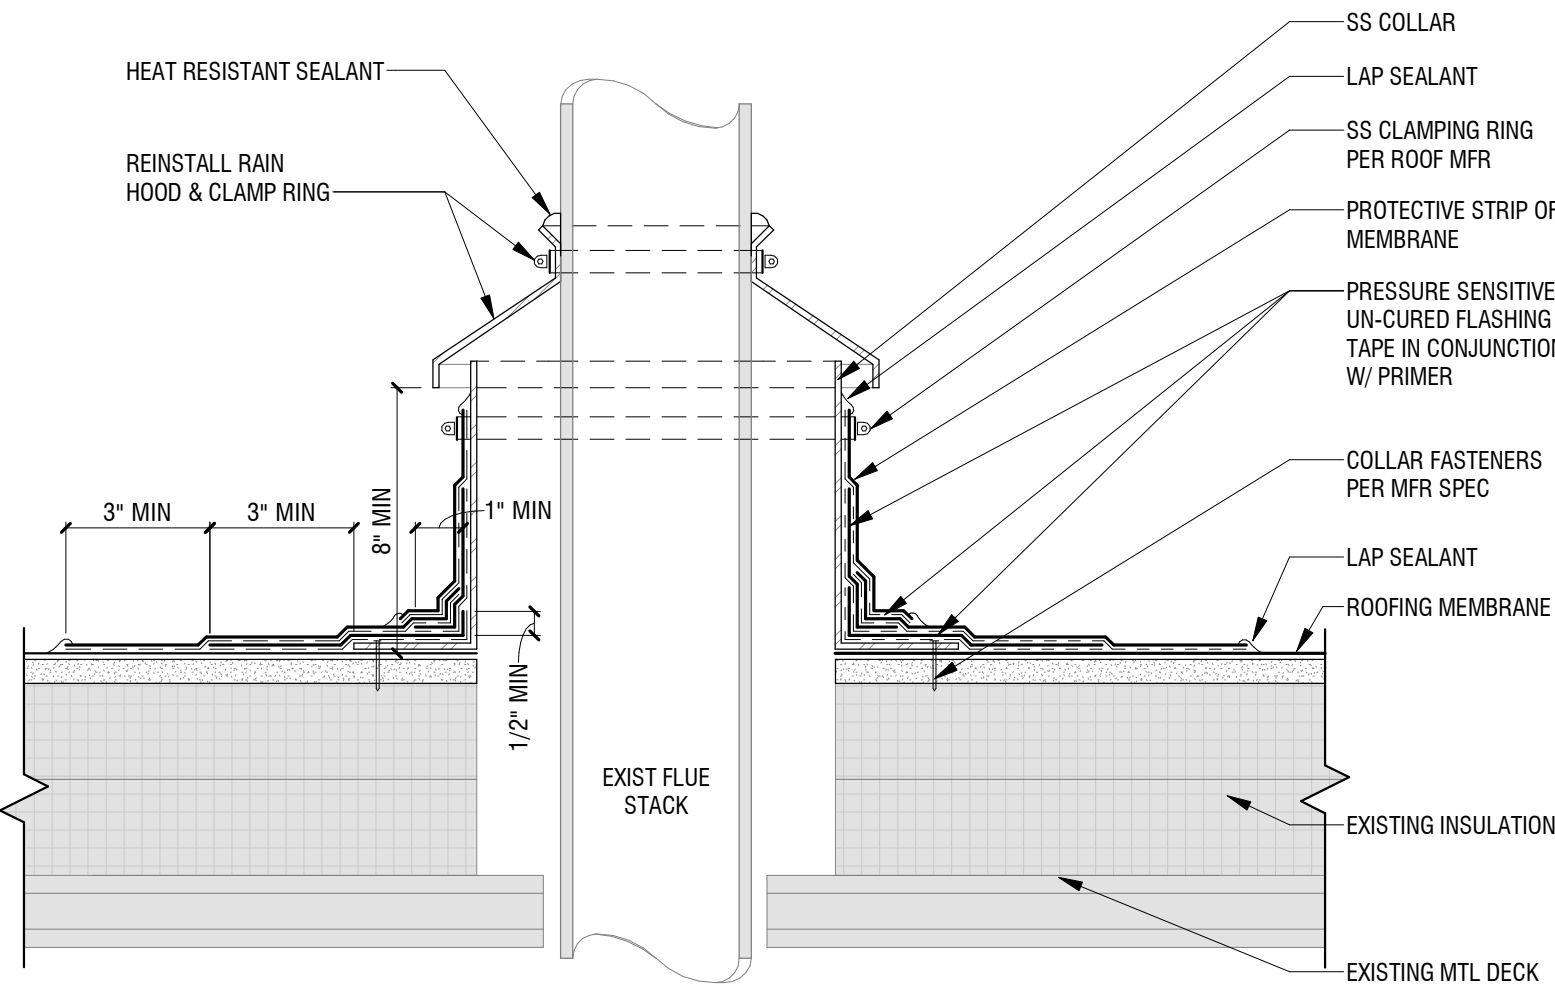 HEAT RESISTANT SEALANT
REINSTALL RAIN
HOOD & CLAMP RING
3" MIN
3" MIN
8" MIN
1" MIN
1/2" MIN
EXIST FLUE
STACK
SS COLLAR
LAP SEALANT
SS CLAMPING RING
PER ROOF MFR
PROTECTIVE STRIP OF
MEMBRANE
PRESSURE SENSITIVE
UN-CURED FLASHING
TAPE IN CONJUNCTION
W/ PRIMER
COLLAR FASTENERS
PER MFR SPEC
LAP SEALANT
ROOFING MEMBRANE
EXISTING INSULATION
EXISTING MTL DECK